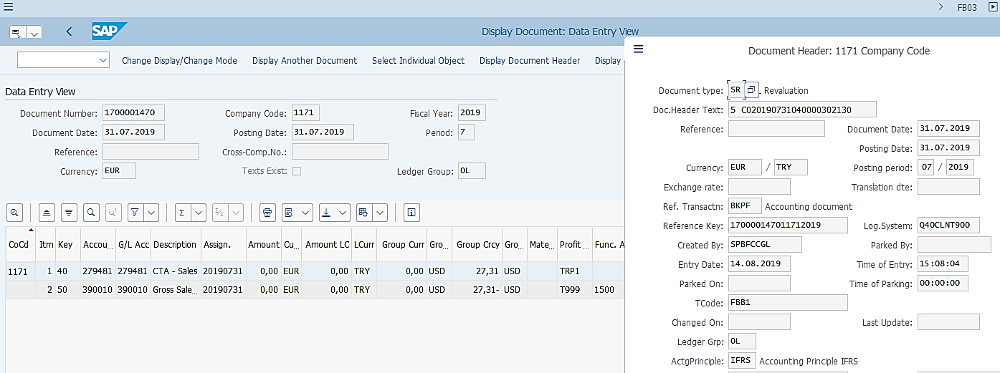 FB03
SAP
Display Document: Data Entry View
Change Display/Change Mode Display Another Document Select Individual Object Display Document Header Display
Data Entry View
Document Number: 1700001470 Company Code: 1171 Fiscal Year: 2019
Document Date: 31.07.2019 Posting Date: 31.07.2019 Period: 7
Reference: Cross-Comp.No.:
Currency: EUR Texts Exist: Ledger Group: 0L
CoCd Itm Key Accou... G/L Acc Description Assign. Amount Cu... Amount LC LCurr Group Curr Gro... Group Crcy Gro... Mate... Profit ... Func. A
1171 1 40 279481 279481 CTA - Sales 20190731 0,00 EUR 0,00 TRY 0,00 USD 27,31 USD TRP1
2 50 390010 390010 Gross Sale... 20190731 0,00 EUR 0,00 TRY 0,00 USD 27,31- USD T999 1500
Document Header: 1171 Company Code
Document type: SR Revaluation
Doc.Header Text: 5 C020190731040000302130
Reference: Document Date: 31.07.2019
Posting Date: 31.07.2019
Currency: EUR / TRY Posting period: 07 / 2019
Exchange rate: Translation dte:
Ref. Transactn: BKPF Accounting document
Reference Key: 170000147011712019 Log.System: Q40CLNT900
Created By: SPBFCCGL Parked By:
Entry Date: 14.08.2019 Time of Entry: 15:08:04
Parked On: Time of Parking: 00:00:00
TCode: FBB1
Changed On: Last Update:
Ledger Grp: 0L
ActgPrinciple: IFRS Accounting Principle IFRS